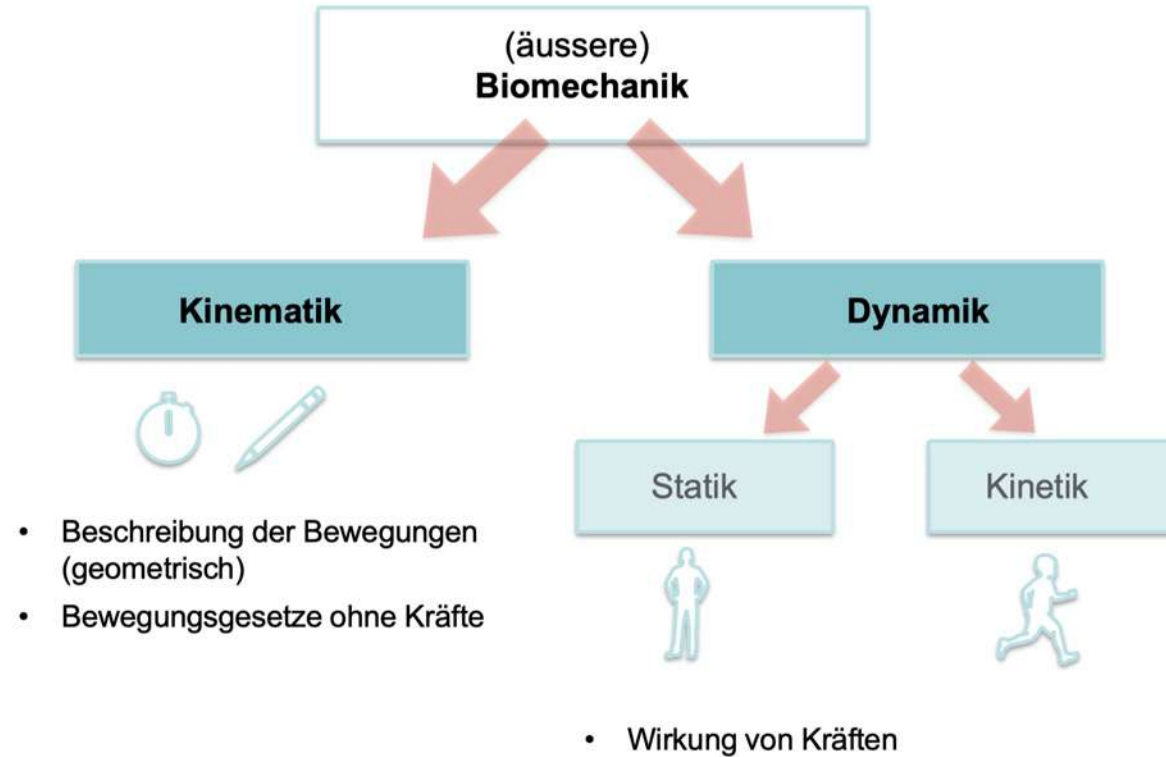 (äussere)
Biomechanik
Kinematik
Dynamik
Statik
Kinetik
• Beschreibung der Bewegungen
(geometrisch)
• Bewegungsgesetze ohne Kräfte
• Wirkung von Kräften